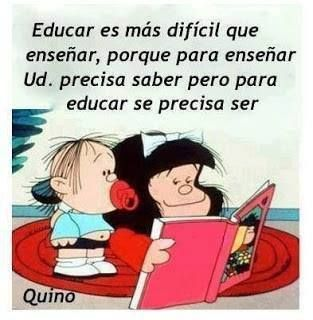 Educar es más difícil que
enseñar, porque para enseñar
Ud. precisa saber pero para
educar se precisa ser
Quino